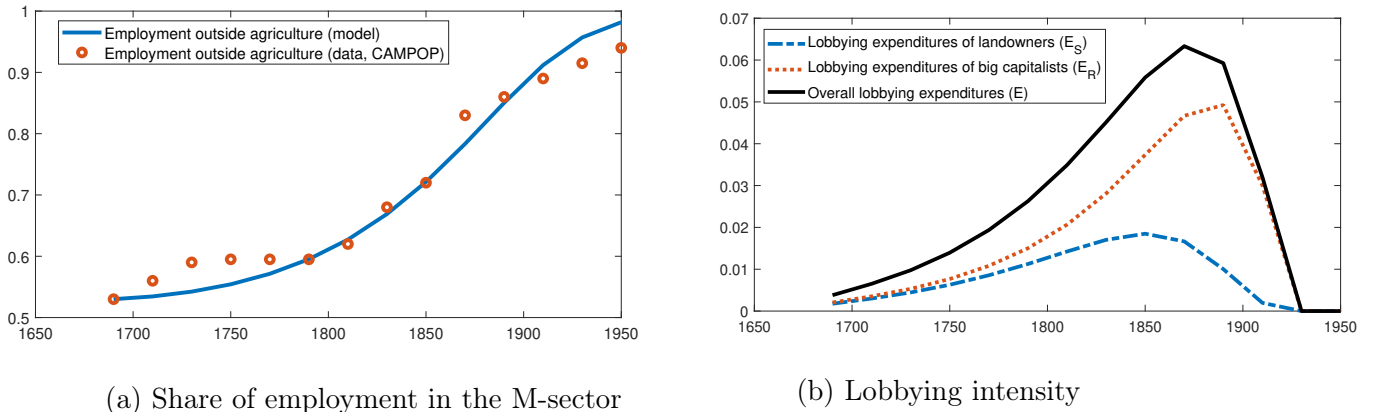 1
0.9
0.8
0.7
0.6
0.5
Employment outside agriculture (model)
Employment outside agriculture (data, CAMPOP)
1650 1700 1750 1800 1850 1900 1950
(a) Share of employment in the M-sector
0.07
0.06
0.05
0.04
0.03
0.02
0.01
0
Lobbying expenditures of landowners (E_S)
Lobbying expenditures of big capitalists (E_R)
Overall lobbying expenditures (E)
1650 1700 1750 1800 1850 1900 1950
(b) Lobbying intensity